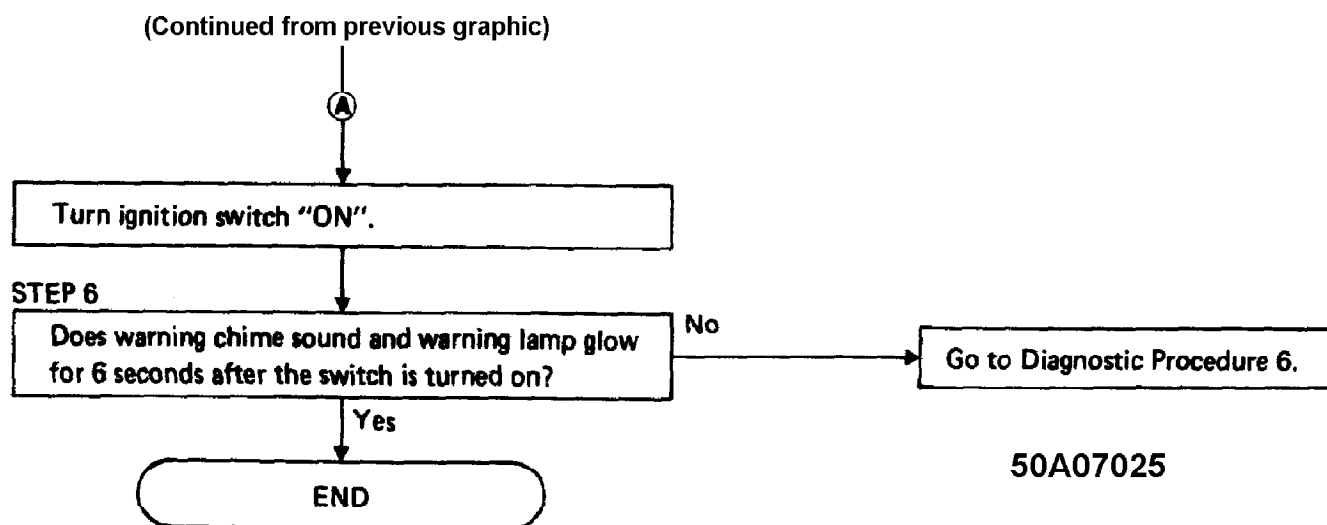 (Continued from previous graphic)
A
Turn ignition switch "ON".
STEP 6
Does warning chime sound and warning lamp glow
for 6 seconds after the switch is turned on?
No
Go to Diagnostic Procedure 6.
Yes
END
50A07025